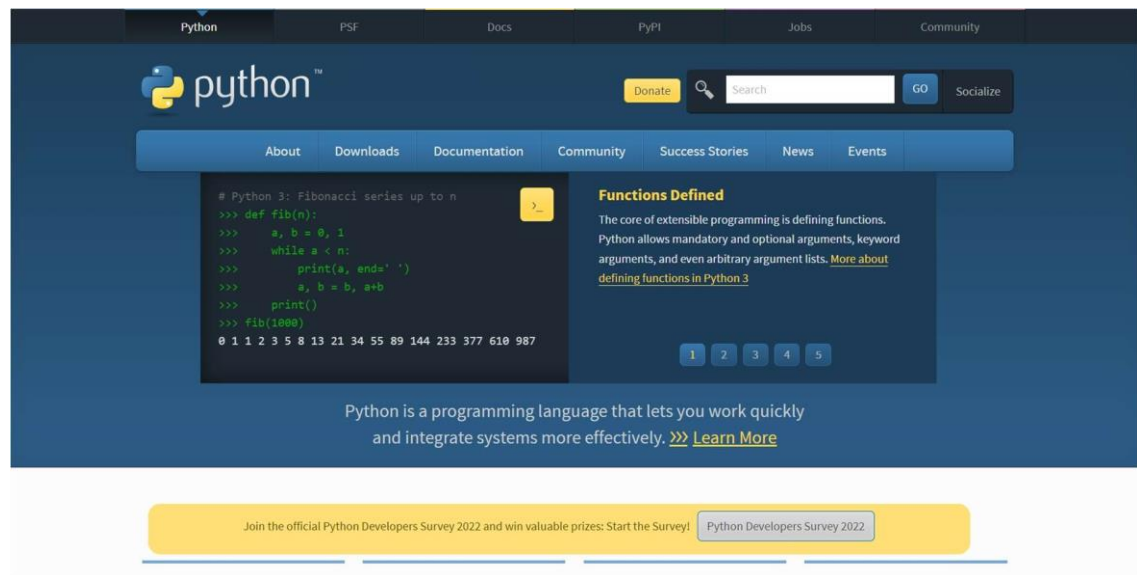 Python PSF Docs PyPI Jobs Community
python™
Donate Search GO Socialize
About Downloads Documentation Community Success Stories News Events
# Python 3: Fibonacci series up to n
>>> def fib(n):
>>>     a, b = 0, 1
>>>     while a < n:
>>>         print(a, end=' ')
>>>         a, b = b, a+b
>>>     print()
>>> fib(1000)
0 1 1 2 3 5 8 13 21 34 55 89 144 233 377 610 987
>_
Functions Defined
The core of extensible programming is defining functions.
Python allows mandatory and optional arguments, keyword
arguments, and even arbitrary argument lists. More about
defining functions in Python 3
1 2 3 4 5
Python is a programming language that lets you work quickly
and integrate systems more effectively. >>> Learn More
Join the official Python Developers Survey 2022 and win valuable prizes: Start the Survey! Python Developers Survey 2022